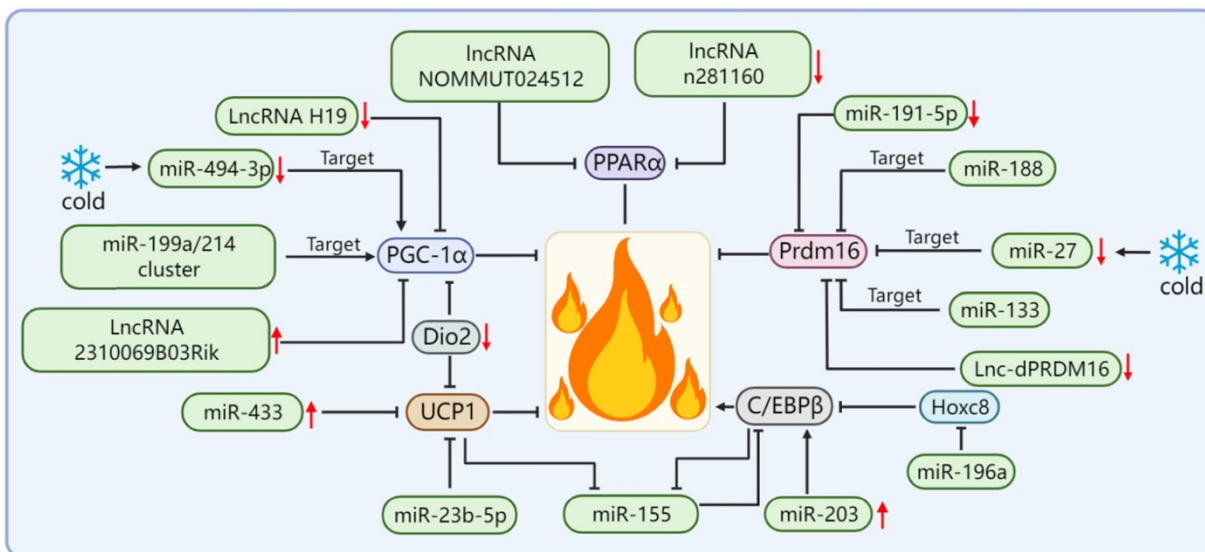 lncRNA
NOMMUT024512
lncRNA
n281160
LncRNA H19
miR-191-5p
miR-494-3p
Target
PPARα
Target
miR-188
cold
miR-199a/214
cluster
Target
PGC-1α
Prdm16
Target
miR-27
cold
LncRNA
2310069B03Rik
Dio2
Target
miR-133
Lnc-dPRDM16
miR-433
UCP1
C/EBPβ
Hoxc8
miR-196a
miR-23b-5p
miR-155
miR-203